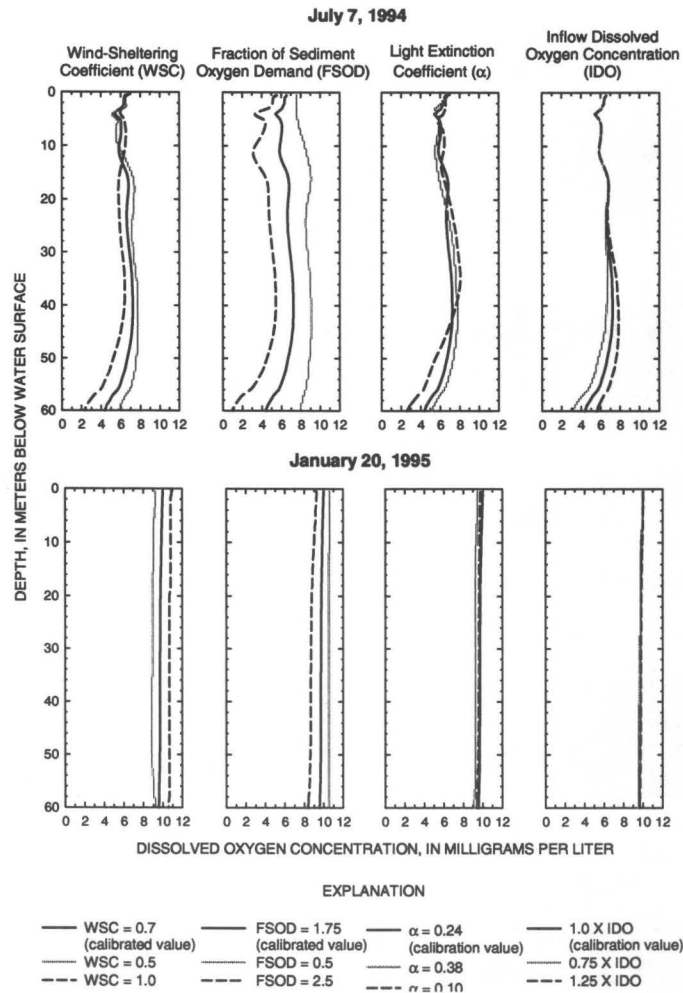 July 7, 1994
Wind-Sheltering
Coefficient (WSC)
Fraction of Sediment
Oxygen Demand (FSOD)
Light Extinction
Coefficient (α)
Inflow Dissolved
Oxygen Concentration
(IDO)
0
10
20
30
40
50
60
0 2 4 6 8 10 12
0 2 4 6 8 10 12
0 2 4 6 8 10 12
0 2 4 6 8 10 12
DEPTH, IN METERS BELOW WATER SURFACE
January 20, 1995
0
10
20
30
40
50
60
0 2 4 6 8 10 12
0 2 4 6 8 10 12
0 2 4 6 8 10 12
0 2 4 6 8 10 12
DISSOLVED OXYGEN CONCENTRATION, IN MILLIGRAMS PER LITER
EXPLANATION
WSC = 0.7
(calibrated value)
WSC = 0.5
WSC = 1.0
FSOD = 1.75
(calibrated value)
FSOD = 0.5
FSOD = 2.5
α = 0.24
(calibration value)
α = 0.38
α = 0.10
1.0 X IDO
(calibration value)
0.75 X IDO
1.25 X IDO